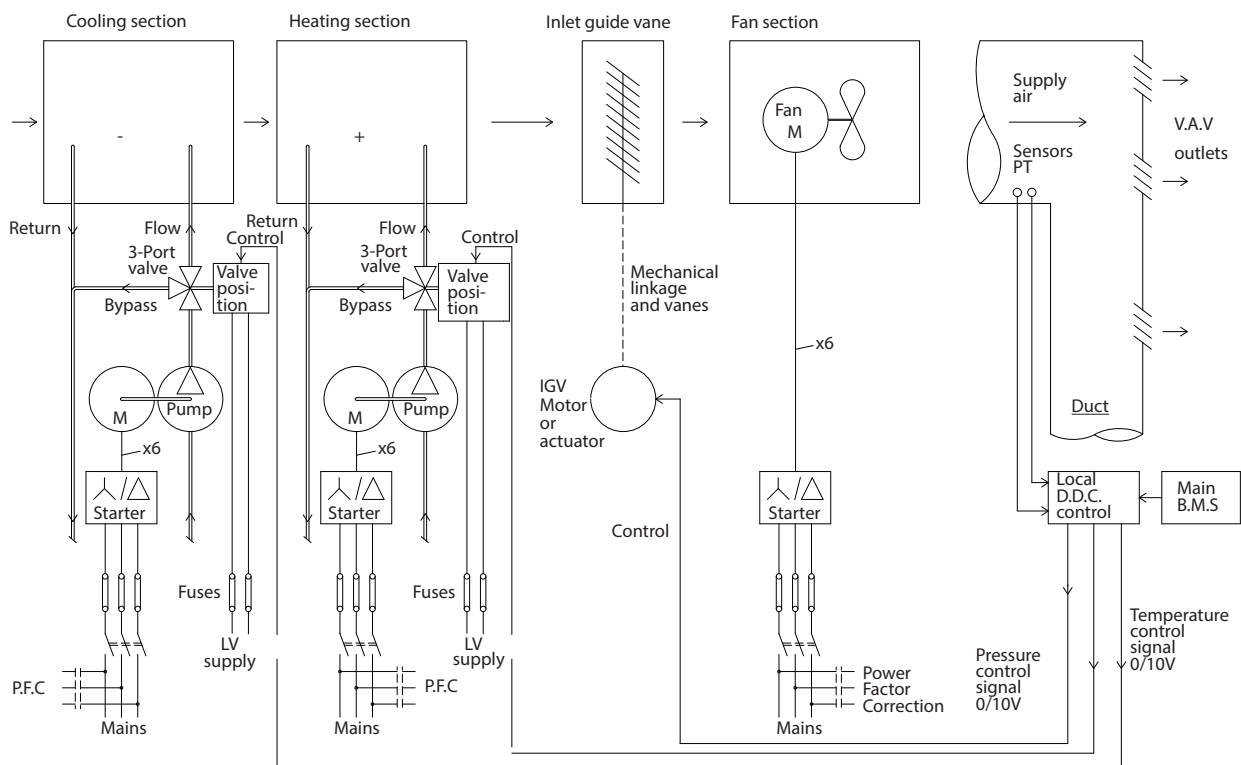 Cooling section
Heating section
Inlet guide vane
Fan section
-
+
Fan
M
Supply
air
Sensors
PT
V.A.V
outlets
Return
Flow
Return
Control
Flow
Control
3-Port
valve
Valve
posi-
tion
Bypass
3-Port
valve
Valve
posi-
tion
Bypass
Mechanical
linkage
and vanes
x6
M
Pump
M
Pump
IGV
Motor
or
actuator
Duct
x6
x6
Starter
Starter
Starter
Local
D.D.C.
control
Main
B.M.S
Control
Fuses
Fuses
LV
supply
LV
supply
P.F.C
P.F.C
Mains
Mains
Mains
Power
Factor
Correction
Pressure
control
signal
0/10V
Temperature
control
signal
0/10V